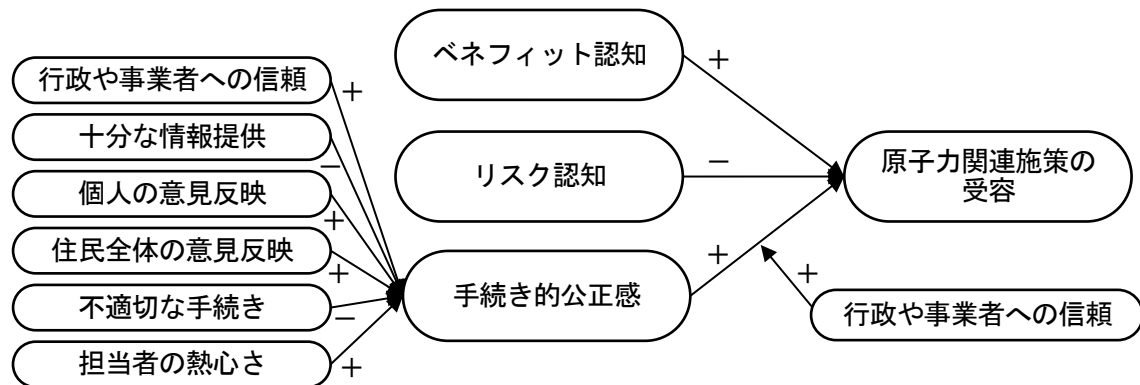 行政や事業者への信頼
十分な情報提供
個人の意見反映
住民全体の意見反映
不適切な手続き
担当者の熱心さ
+
−
+
+
−
+
ベネフィット認知
リスク認知
手続き的公正感
+
−
+
原子力関連施策の
受容
+
行政や事業者への信頼